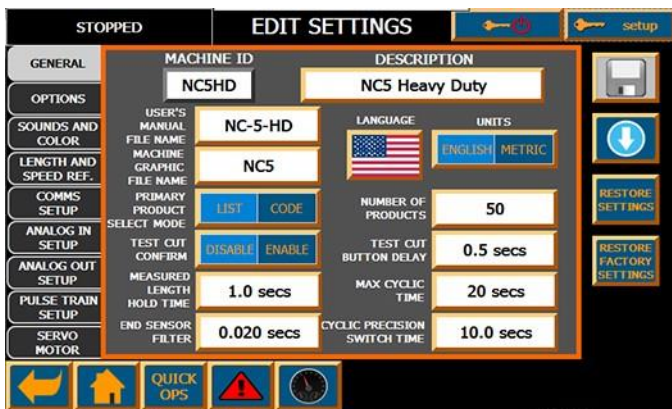 STOPPED
EDIT SETTINGS
setup
GENERAL
OPTIONS
SOUNDS AND
COLOR
LENGTH AND
SPEED REF.
COMMS
SETUP
ANALOG IN
SETUP
ANALOG OUT
SETUP
PULSE TRAIN
SETUP
SERVO
MOTOR
MACHINE ID
NC5HD
DESCRIPTION
NC5 Heavy Duty
USER'S
MANUAL
FILE NAME
NC-5-HD
LANGUAGE
UNITS
ENGLISH METRIC
MACHINE
GRAPHIC
FILE NAME
NC5
PRIMARY
PRODUCT
SELECT MODE
LIST CODE
NUMBER OF
PRODUCTS
50
TEST CUT
CONFIRM
DISABLE ENABLE
TEST CUT
BUTTON DELAY
0.5 secs
MEASURED
LENGTH
HOLD TIME
1.0 secs
MAX CYCLIC
TIME
20 secs
END SENSOR
FILTER
0.020 secs
CYCLIC PRECISION
SWITCH TIME
10.0 secs
RESTORE
SETTINGS
RESTORE
FACTORY
SETTINGS
QUICK
OPS